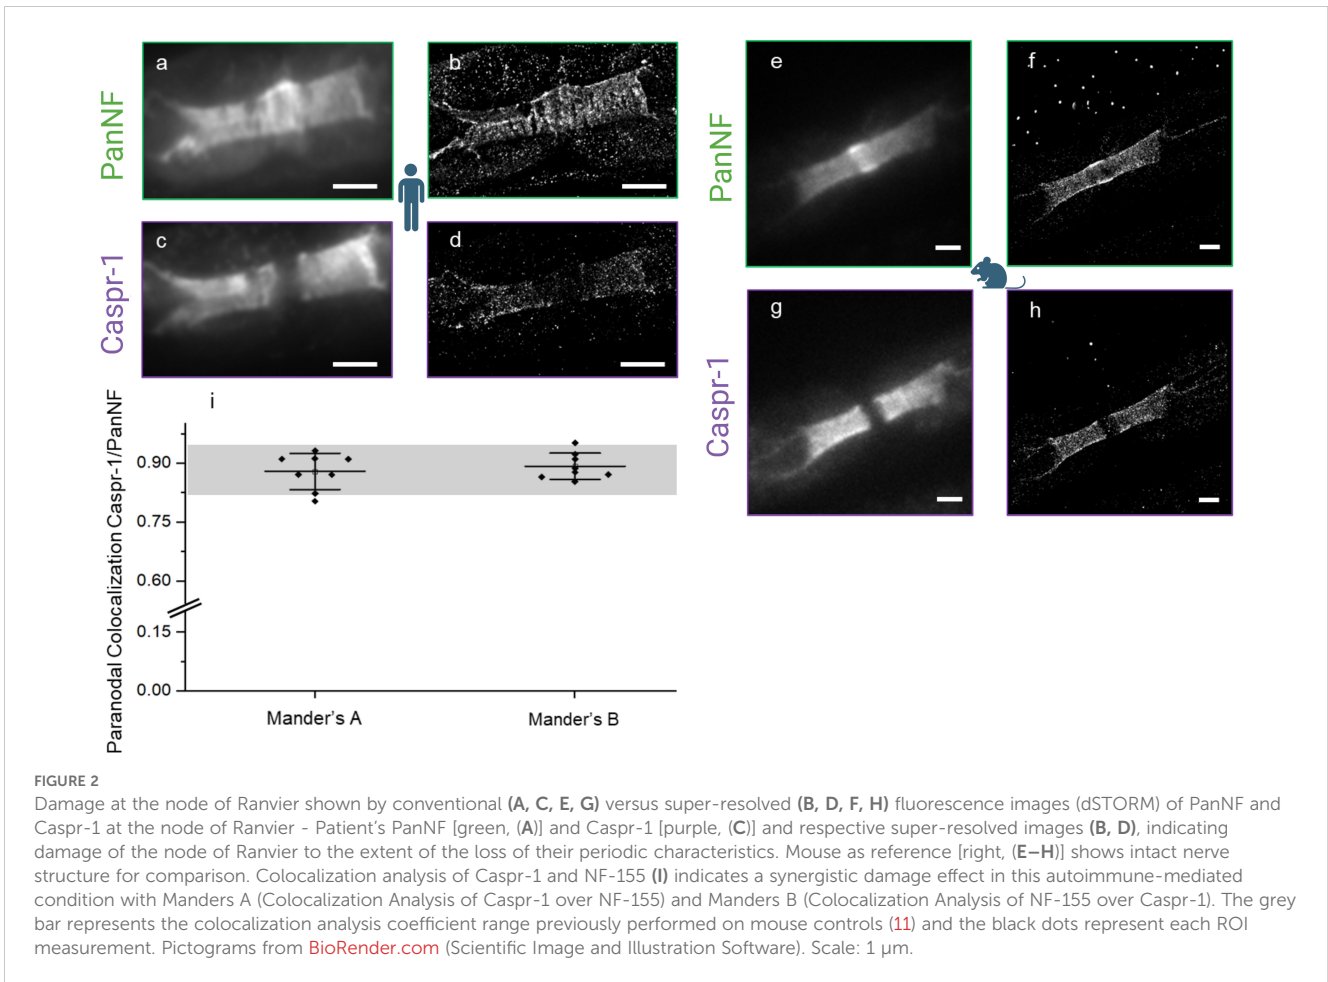 a
b
e
f
PanNF
PanNF
c
d
Caspr-1
g
h
Caspr-1
i
Paranodal Colocalization Caspr-1/PanNF
0.90
0.75
0.60
0.15
0.00
Mander's A
Mander's B
FIGURE 2
Damage at the node of Ranvier shown by conventional (A, C, E, G) versus super-resolved (B, D, F, H) fluorescence images (dSTORM) of PanNF and
Caspr-1 at the node of Ranvier - Patient's PanNF [green, (A)] and Caspr-1 [purple, (C)] and respective super-resolved images (B, D), indicating
damage of the node of Ranvier to the extent of the loss of their periodic characteristics. Mouse as reference [right, (E–H)] shows intact nerve
structure for comparison. Colocalization analysis of Caspr-1 and NF-155 (I) indicates a synergistic damage effect in this autoimmune-mediated
condition with Manders A (Colocalization Analysis of Caspr-1 over NF-155) and Manders B (Colocalization Analysis of NF-155 over Caspr-1). The grey
bar represents the colocalization analysis coefficient range previously performed on mouse controls (11) and the black dots represent each ROI
measurement. Pictograms from BioRender.com (Scientific Image and Illustration Software). Scale: 1 μm.